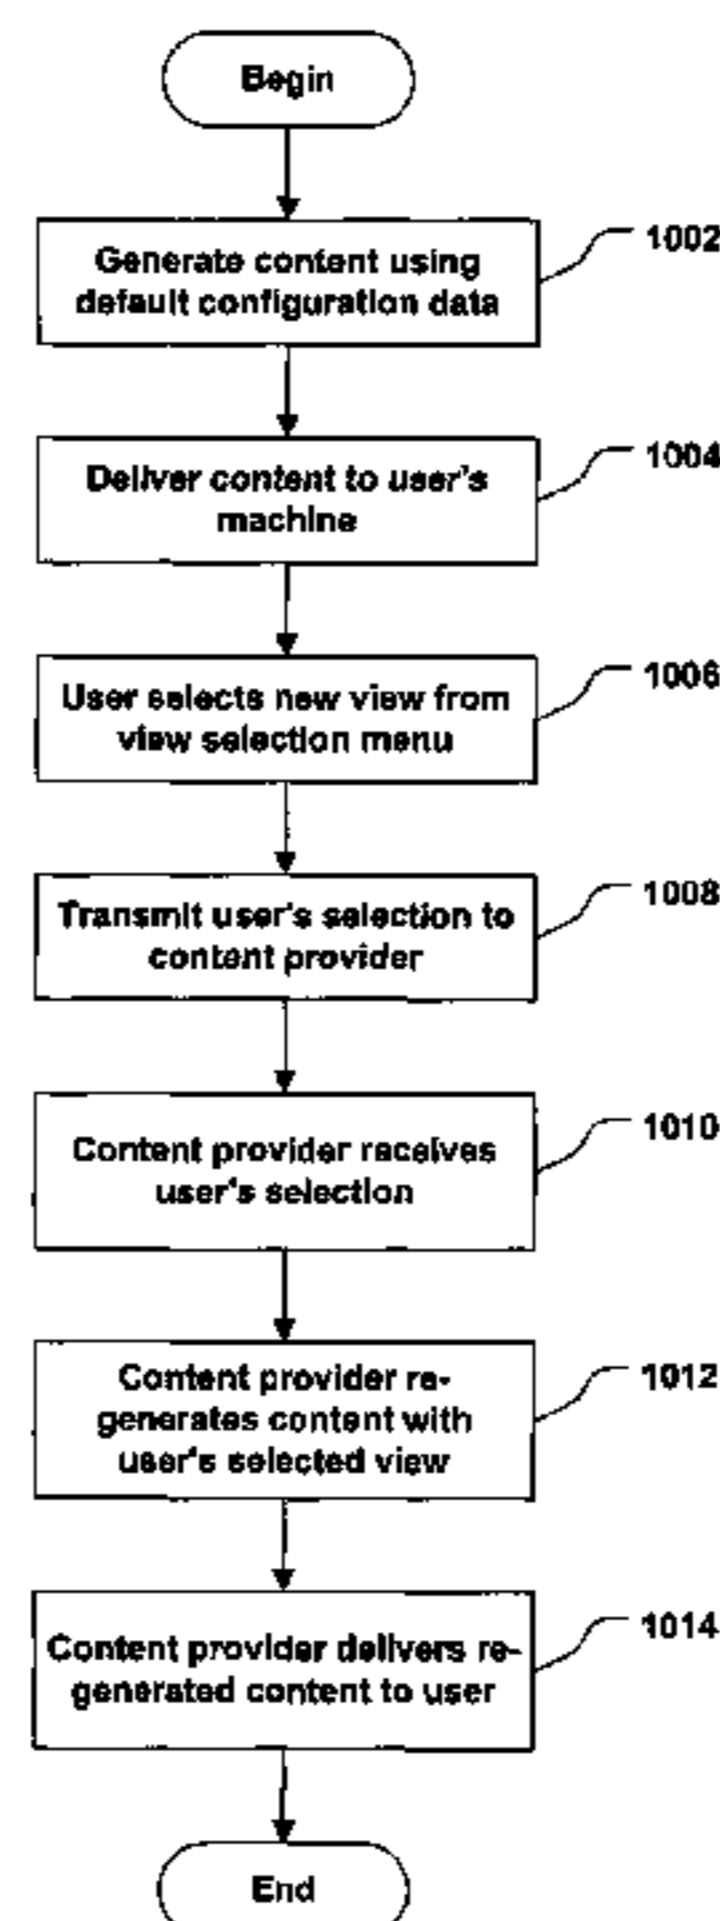 Begin
Generate content using
default configuration data
1002
Deliver content to user's
machine
1004
User selects new view from
view selection menu
1006
Transmit user's selection to
content provider
1008
Content provider receives
user's selection
1010
Content provider re-
generates content with
user's selected view
1012
Content provider delivers re-
generated content to user
1014
End